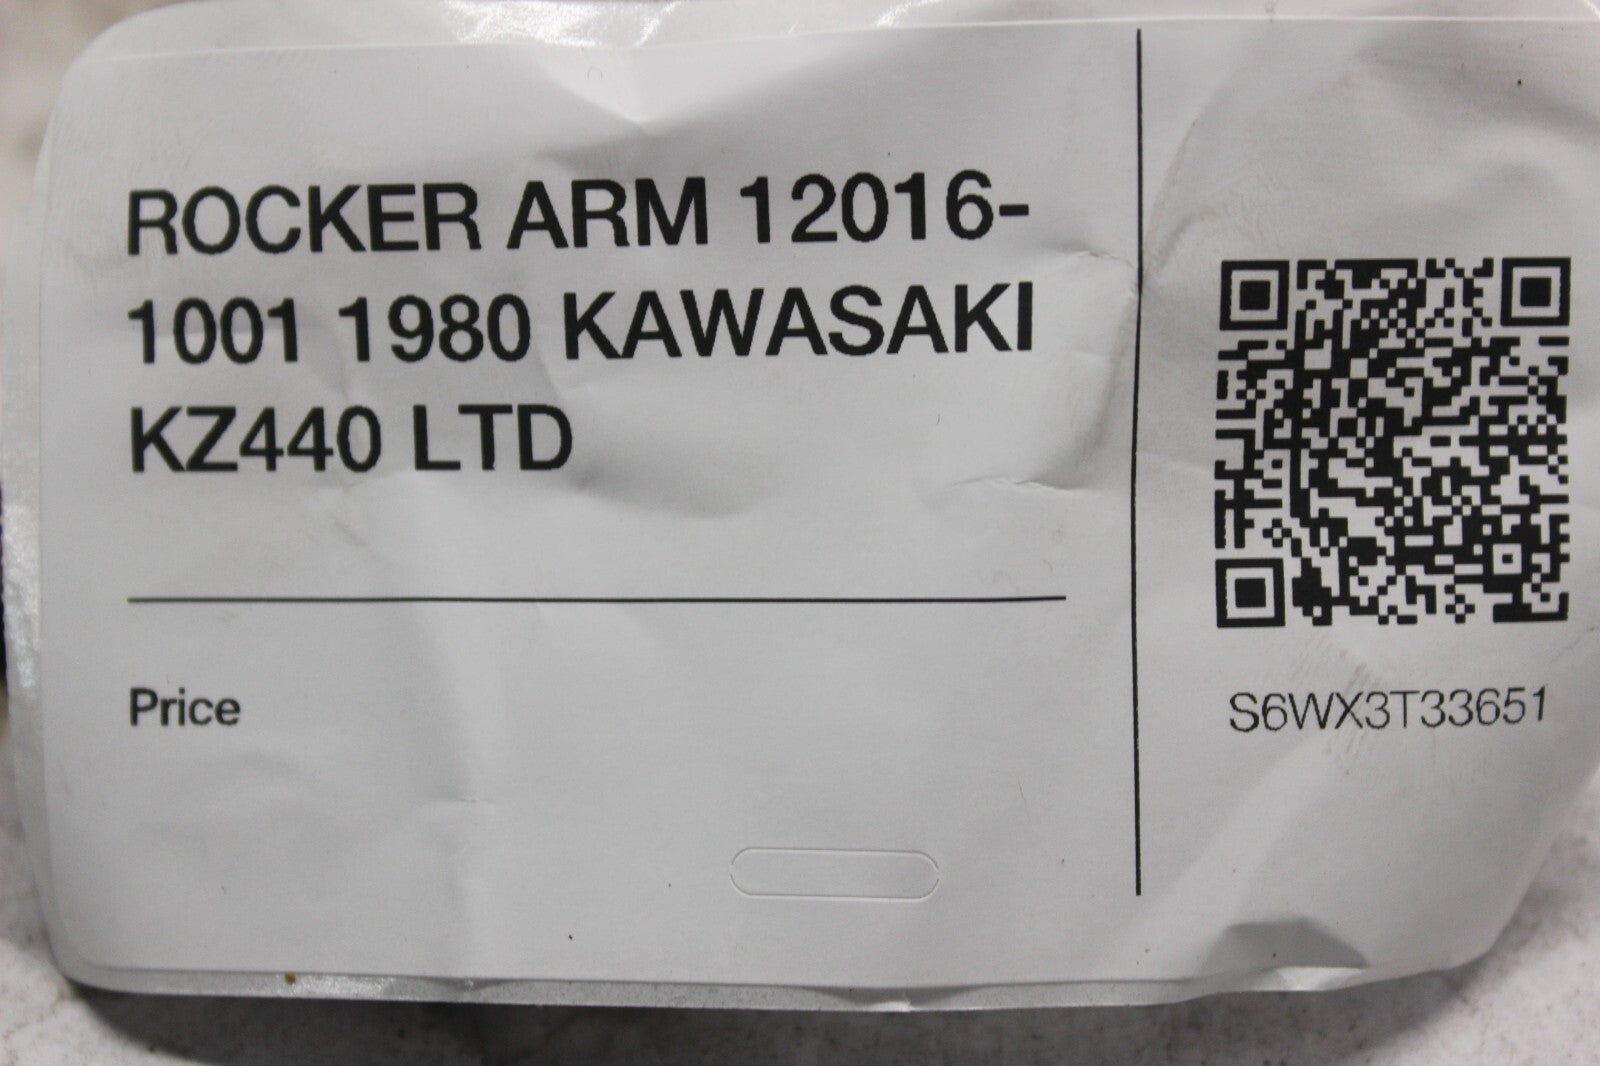 ROCKER ARM 12016-
1001 1980 KAWASAKI
KZ440 LTD
Price
S6WX3T33651